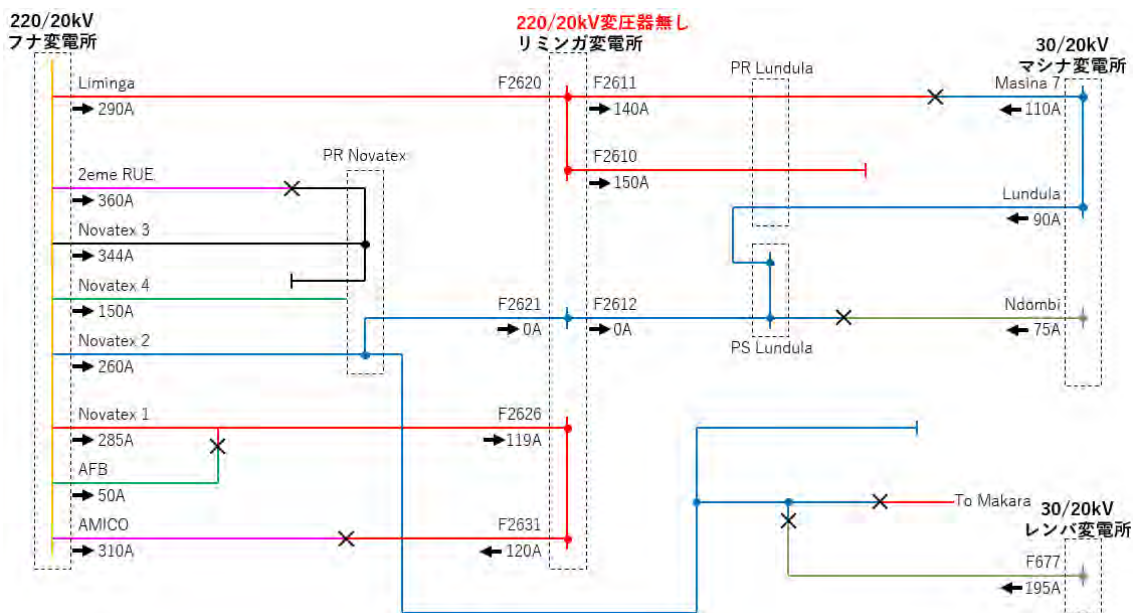 220/20kV
フナ変電所
220/20kV変圧器無し
リミンガ変電所
30/20kV
マシナ変電所
Liminga
290A
F2620
F2611
140A
PR Lundula
Masina 7
110A
PR Novatex
F2610
150A
2eme RUE
360A
Lundula
90A
Novatex 3
344A
Novatex 4
150A
F2621
0A
F2612
0A
Ndombi
75A
Novatex 2
260A
PS Lundula
Novatex 1
285A
F2626
119A
AFB
50A
To Makara
30/20kV
レンバ変電所
AMICO
310A
F2631
120A
F677
195A